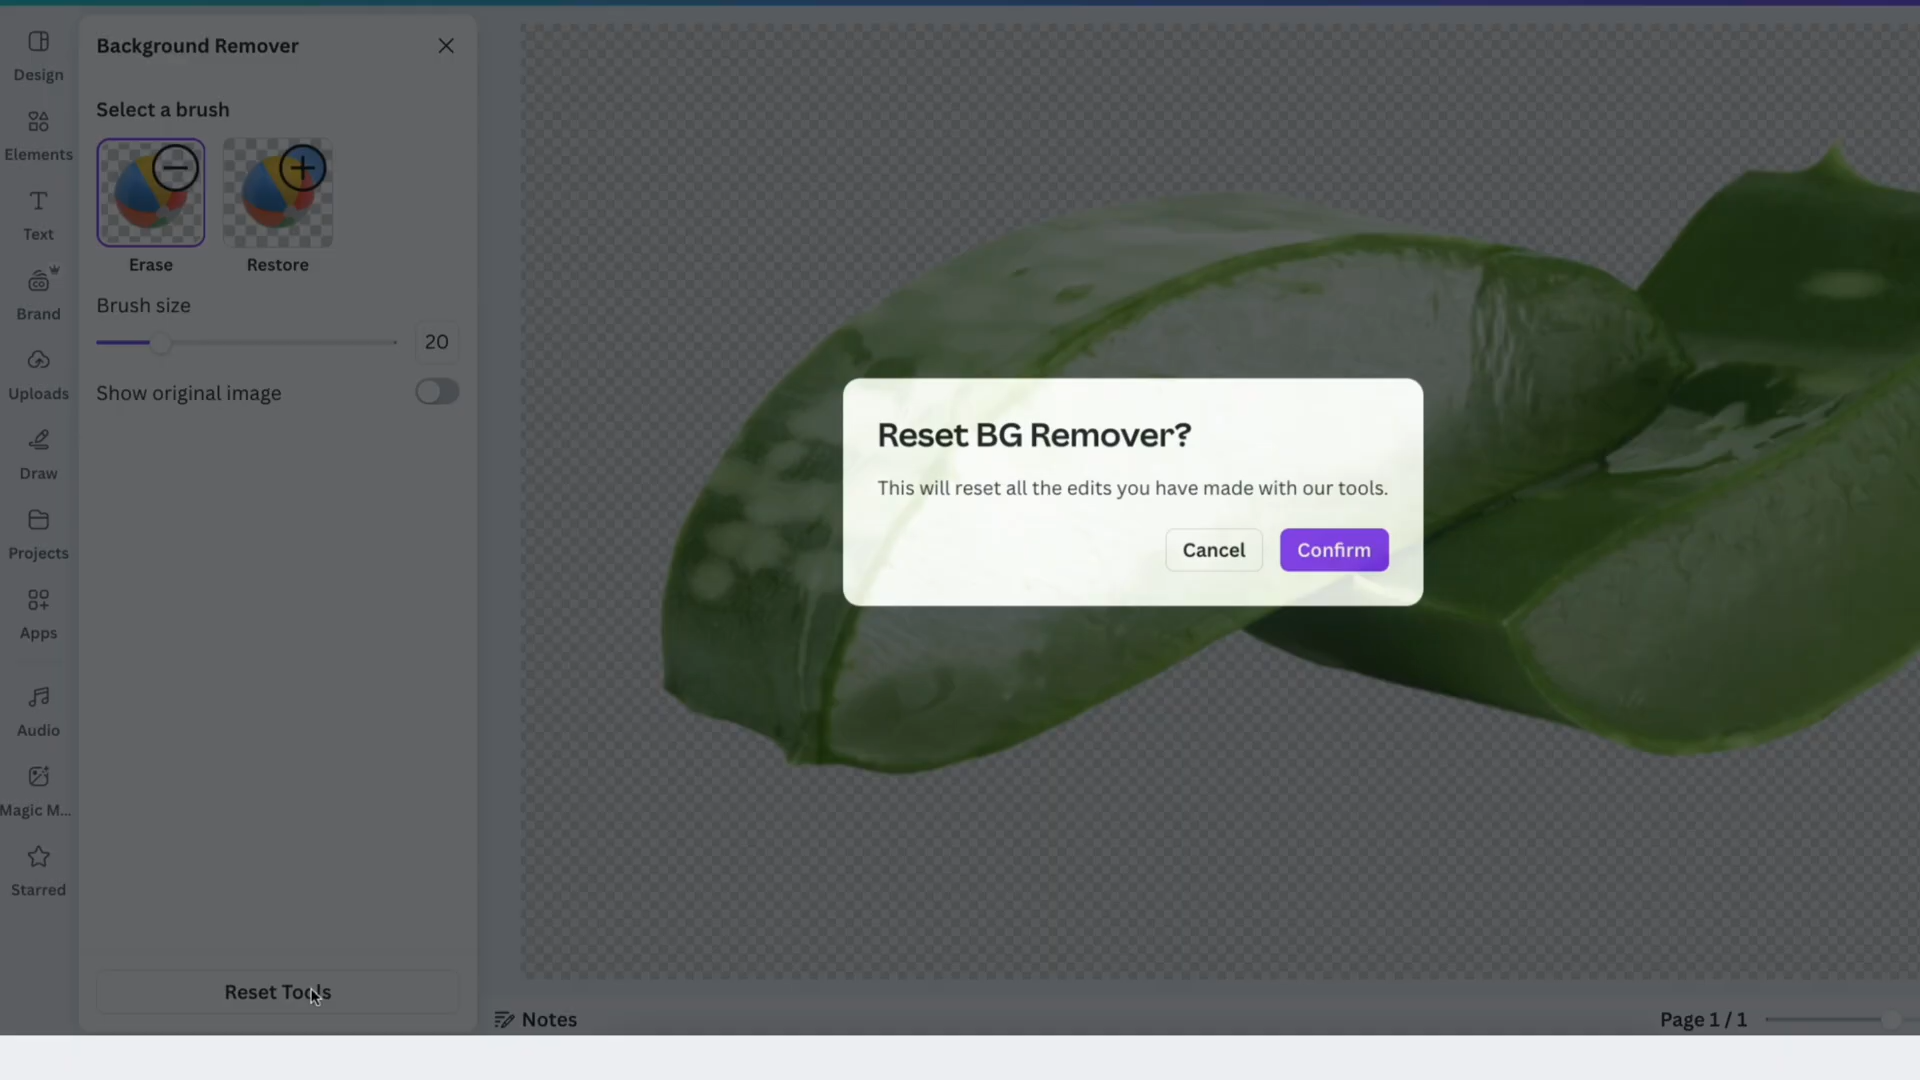 Design
Elements
Text
Brand
Uploads
Draw
Projects
Apps
Audio
Magic M...
Starred
Background Remover
Select a brush
Erase
Restore
Brush size
20
Show original image
Reset Tools
Reset BG Remover?
This will reset all the edits you have made with our tools.
Cancel
Confirm
Notes
Page 1 / 1